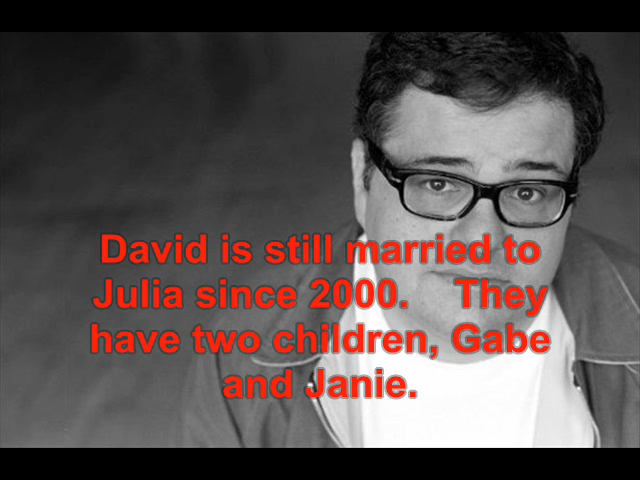 David is still married to
Julia since 2000. They
have two children, Gabe
and Janie.